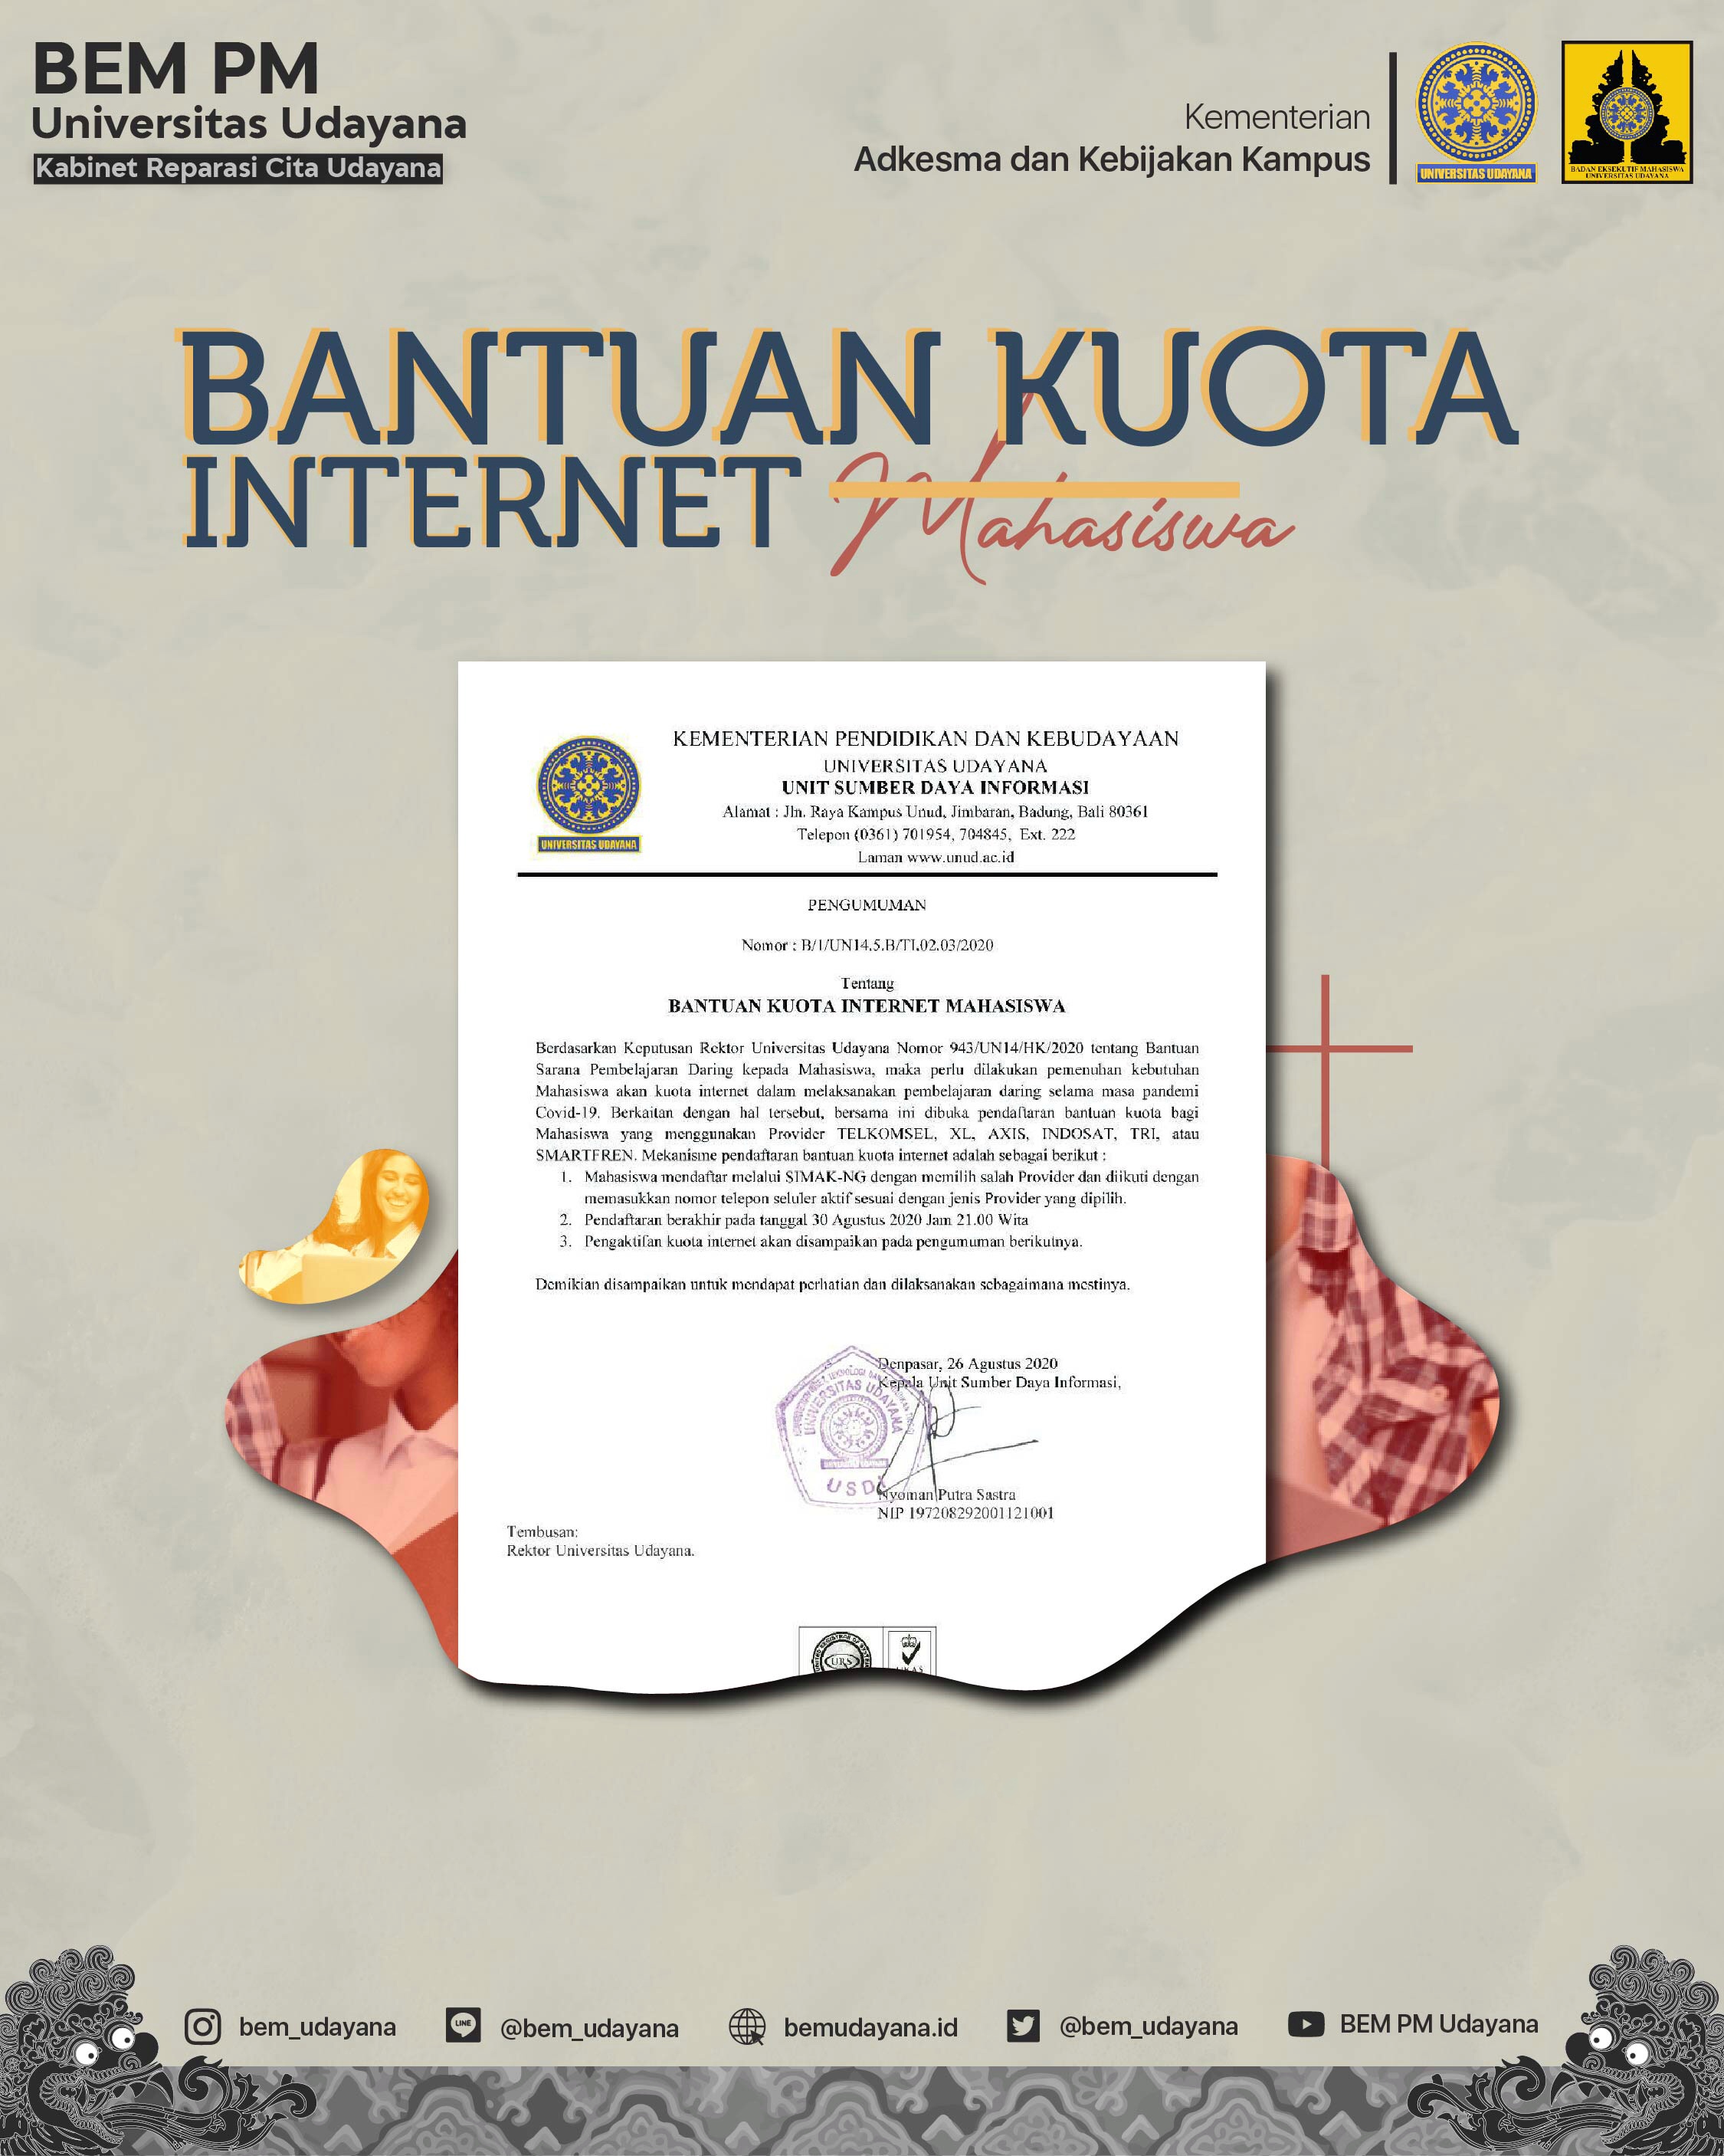 BEM PM
Universitas Udayana
Kabinet Reparasi Cita Udayana
Kementerian
Adkesma dan Kebijakan Kampus
UNIVERSITAS UDAYANA
BADAN EKSEKUTIF MAHASISWA
UNIVERSITAS UDAYANA
BANTUAN KUOTA
INTERNET Mahasiswa
KEMENTERIAN PENDIDIKAN DAN KEBUDAYAAN
UNIVERSITAS UDAYANA
UNIT SUMBER DAYA INFORMASI
Alamat : Jln. Raya Kampus Unud, Jimbaran, Badung, Bali 80361
Telepon (0361) 701954, 704845, Ext. 222
Laman www.unud.ac.id
UNIVERSITAS UDAYANA
PENGUMUMAN
Nomor : B/1/UN14.5.B/TI.02.03/2020
Tentang
BANTUAN KUOTA INTERNET MAHASISWA
Berdasarkan Keputusan Rektor Universitas Udayana Nomor 943/UN14/HK/2020 tentang Bantuan
Sarana Pembelajaran Daring kepada Mahasiswa, maka perlu dilakukan pemenuhan kebutuhan
Mahasiswa akan kuota internet dalam melaksanakan pembelajaran daring selama masa pandemi
Covid-19. Berkaitan dengan hal tersebut, bersama ini dibuka pendaftaran bantuan kuota bagi
Mahasiswa yang menggunakan Provider TELKOMSEL, XL, AXIS, INDOSAT, TRI, atau
SMARTFREN. Mekanisme pendaftaran bantuan kuota internet adalah sebagai berikut :
1. Mahasiswa mendaftar melalui SIMAK-NG dengan memilih salah Provider dan diikuti dengan
memasukkan nomor telepon seluler aktif sesuai dengan jenis Provider yang dipilih.
2. Pendaftaran berakhir pada tanggal 30 Agustus 2020 Jam 21.00 Wita
3. Pengaktifan kuota internet akan disampaikan pada pengumuman berikutnya.
Demikian disampaikan untuk mendapat perhatian dan dilaksanakan sebagaimana mestinya.
Denpasar, 26 Agustus 2020
Kepala Unit Sumber Daya Informasi,
UNIVERSITAS UDAYANA
USDI
Nyoman Putra Sastra
NIP 197208292001121001
Tembusan:
Rektor Universitas Udayana.
URS
bem_udayana
LINE
@bem_udayana
bemudayana.id
@bem_udayana
BEM PM Udayana